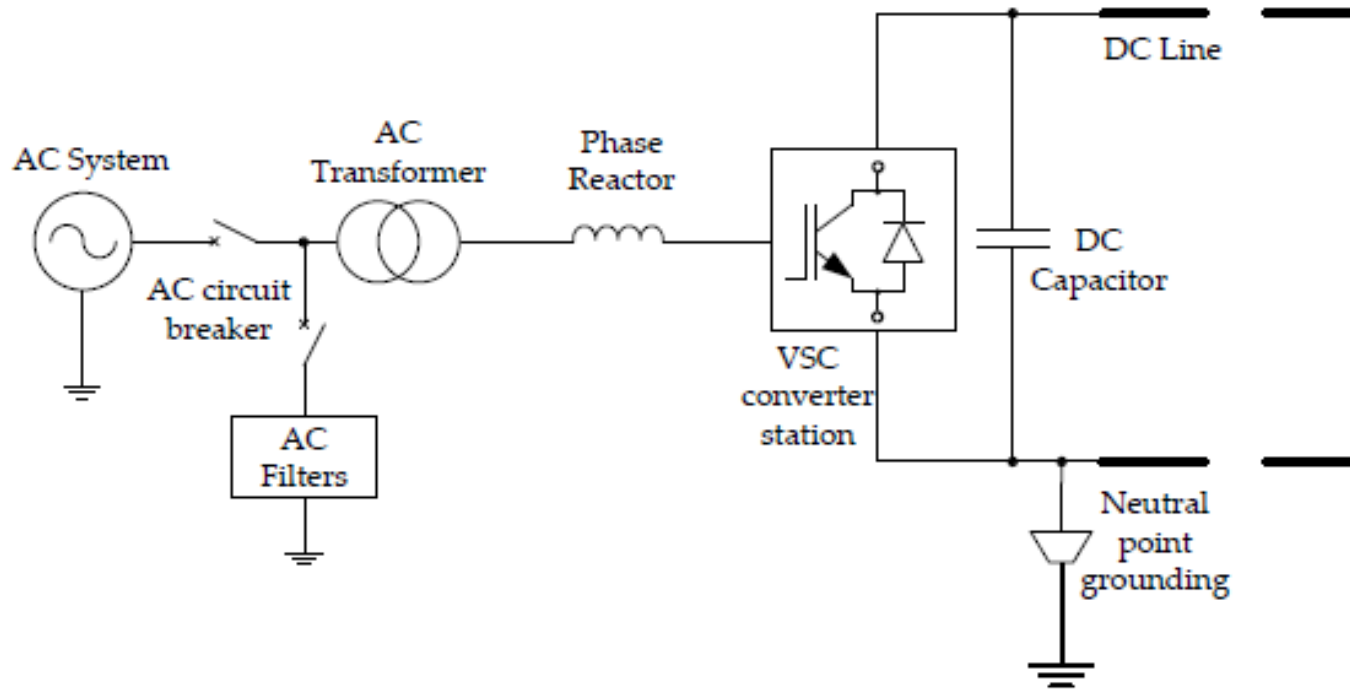 DC Line
AC
Transformer
Phase
Reactor
AC System
AC circuit
breaker
DC
Capacitor
VSC
converter
station
AC
Filters
Neutral
point
grounding